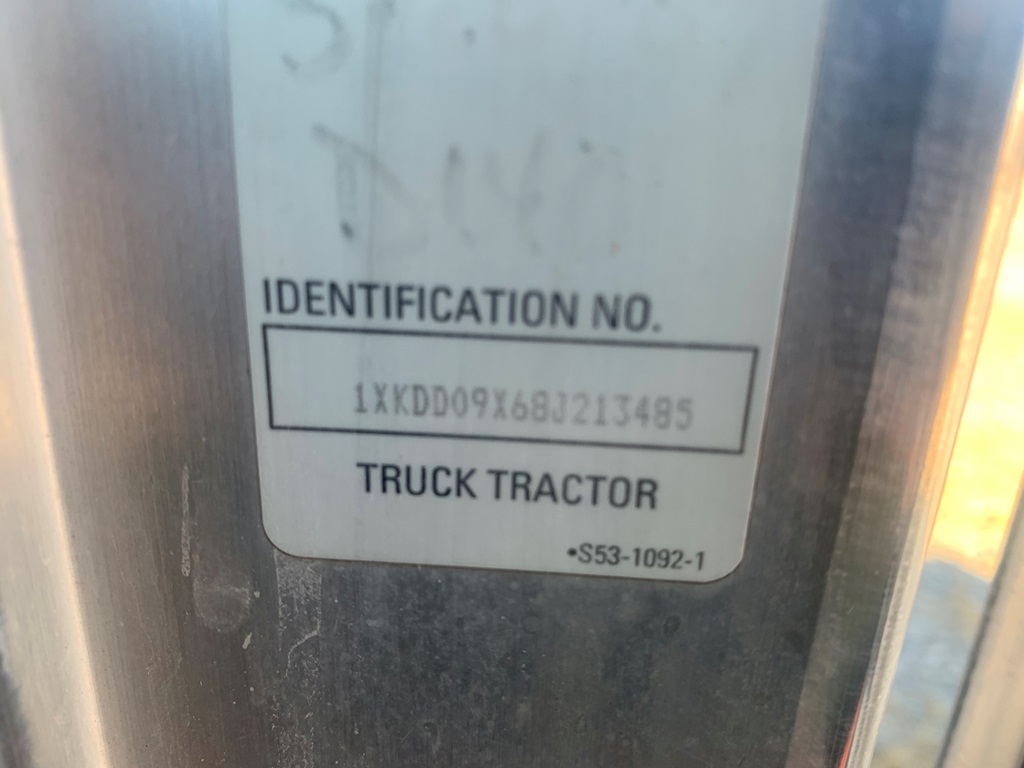 IDENTIFICATION NO.
1XKDD09X68J213485
TRUCK TRACTOR
•S53-1092-1